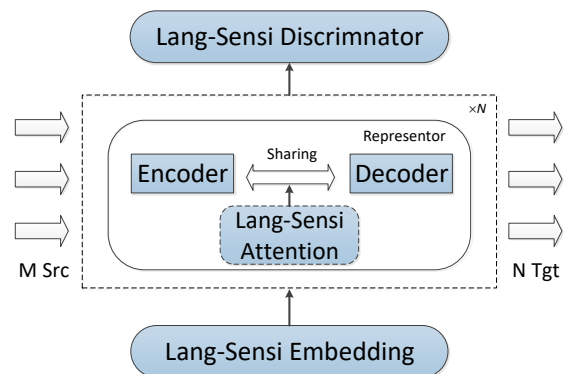 Lang-Sensi Discrimnator
×N
Representor
Sharing
Encoder
Decoder
Lang-Sensi
Attention
M Src
N Tgt
Lang-Sensi Embedding